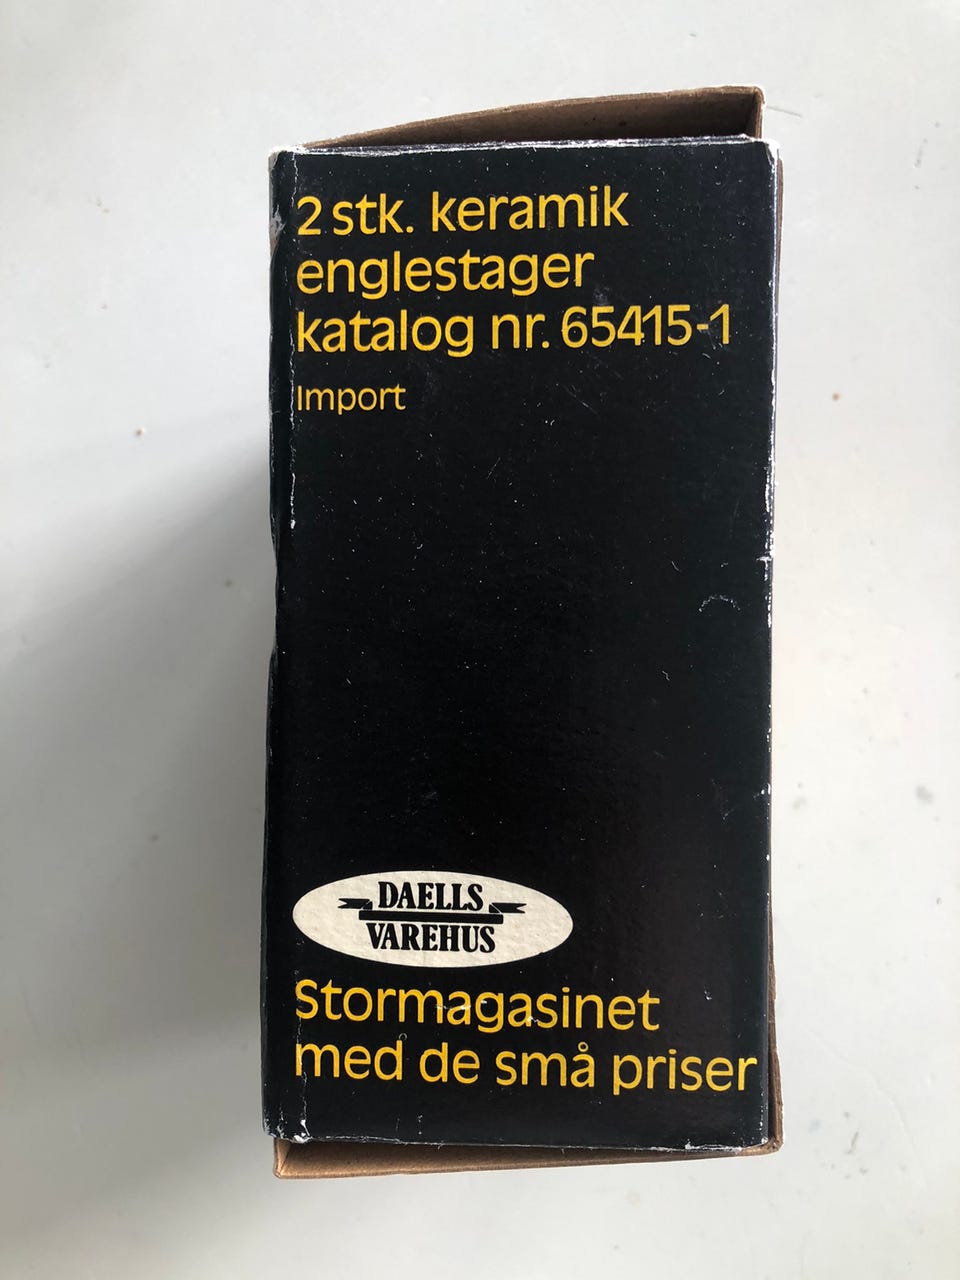 2 stk. keramik
englestager
katalog nr. 65415-1
Import
DAELLS
VAREHUS
Stormagasinet
med de små priser